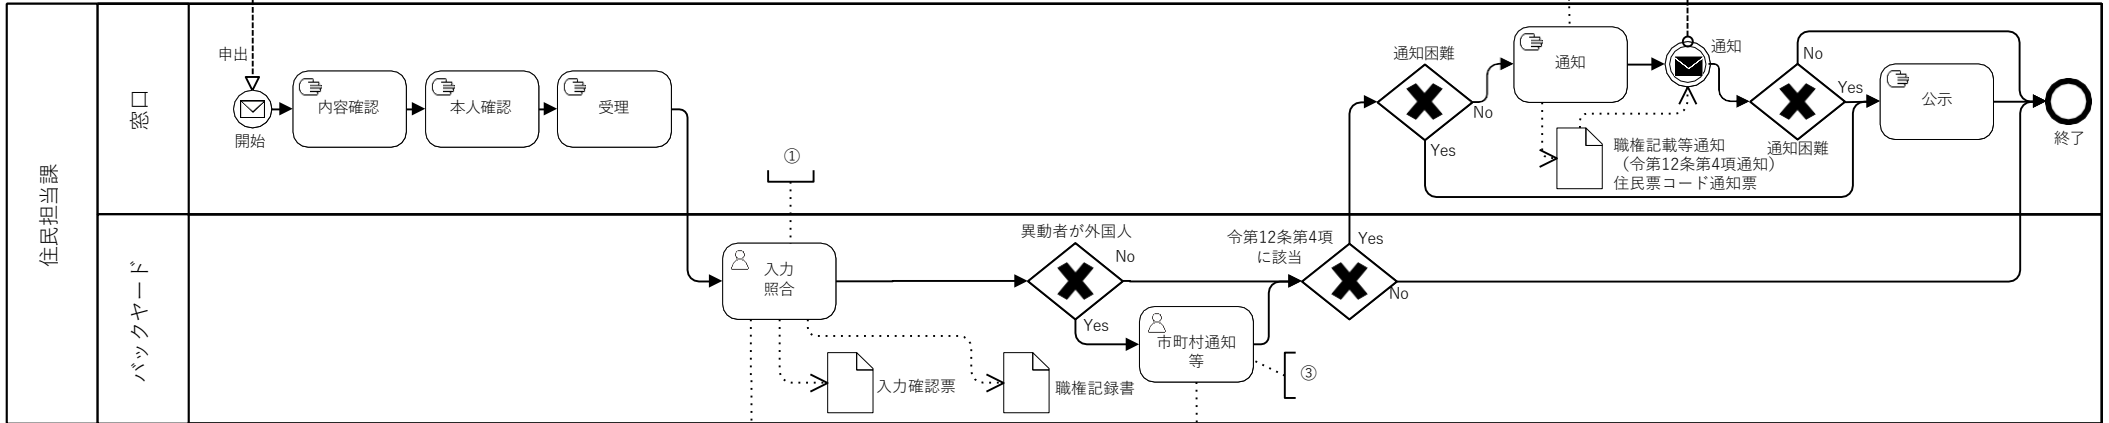 住民担当課
窓口
申出
開始
内容確認
本人確認
受理
通知困難
No
Yes
通知
通知
職権記載等通知
（令第12条第4項通知）
住民票コード通知票
No
Yes
通知困難
公示
終了
バックヤード
①
入力
照合
入力確認票
職権記録書
異動者が外国人
No
Yes
市町村通知
等
③
令第12条第4項
に該当
Yes
No